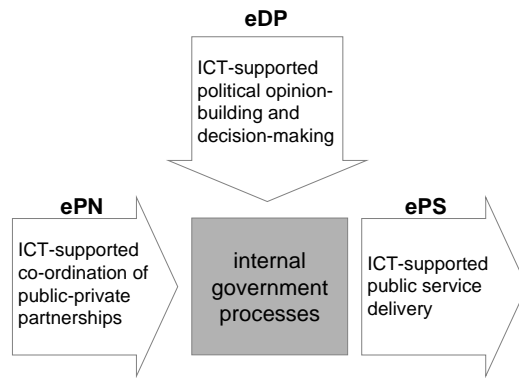 eDP
ICT-supported
political opinion-
building and
decision-making
ePN
ICT-supported
co-ordination of
public-private
partnerships
internal
government
processes
ePS
ICT-supported
public service
delivery